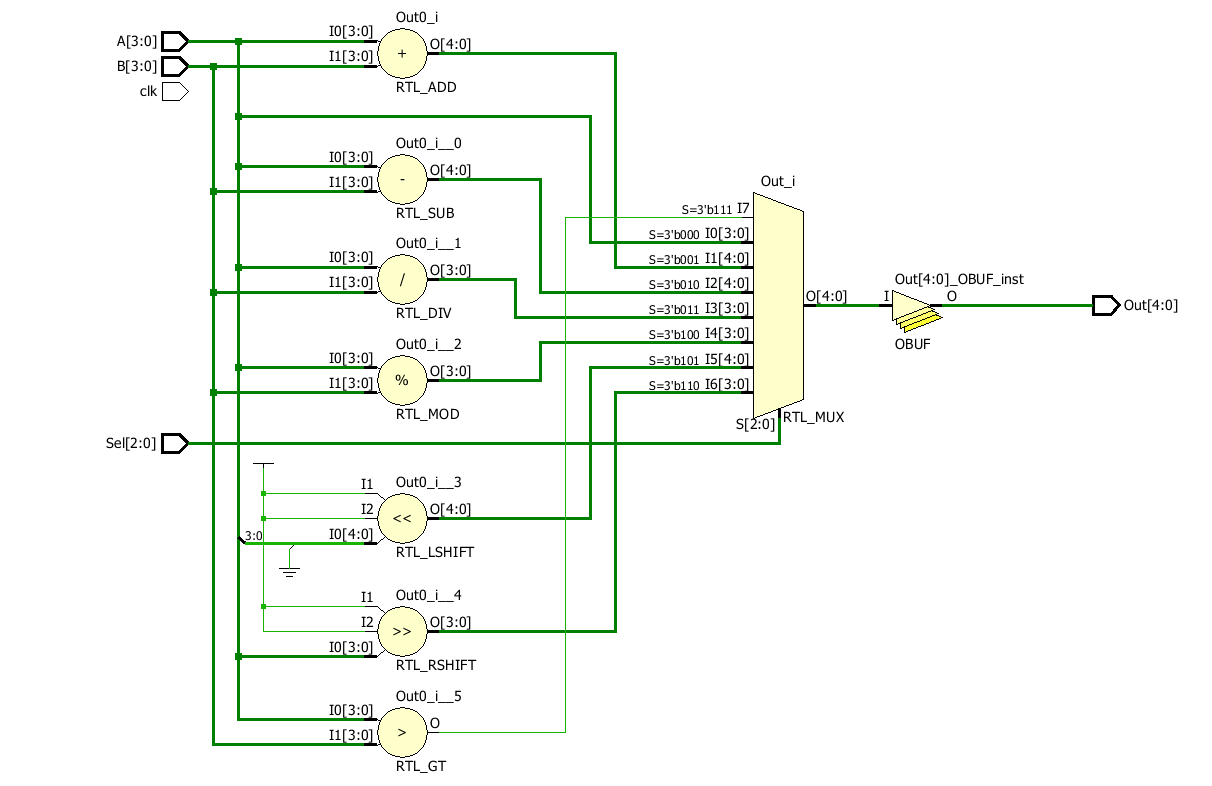 Out0_i
I0[3:0]
A[3:0]
O[4:0]
+
I1[3:0]
B[3:0]
RTL_ADD
clk
Out0_i__0
I0[3:0]
O[4:0]
-
I1[3:0]
RTL_SUB
Out_i
S=3'b111 I7
S=3'b000 I0[3:0]
Out0_i__1
I0[3:0]
S=3'b001 I1[4:0]
O[3:0]
/
I1[3:0]
S=3'b010 I2[4:0]
RTL_DIV
S=3'b011 I3[3:0]
Out[4:0]_OBUF_inst
O[4:0]
I
O
Out[4:0]
OBUF
S=3'b100 I4[3:0]
Out0_i__2
I0[3:0]
S=3'b101 I5[4:0]
O[3:0]
%
I1[3:0]
S=3'b110 I6[3:0]
RTL_MOD
S[2:0]
RTL_MUX
Sel[2:0]
Out0_i__3
I1
I2
O[4:0]
<<
3:0
I0[4:0]
RTL_LSHIFT
Out0_i__4
I1
I2
O[3:0]
>>
I0[3:0]
RTL_RSHIFT
Out0_i__5
I0[3:0]
O
>
I1[3:0]
RTL_GT